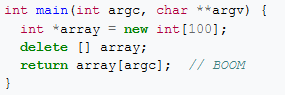 int main(int argc, char **argv) {
  int *array = new int[100];
  delete [] array;
  return array[argc];  // BOOM
}